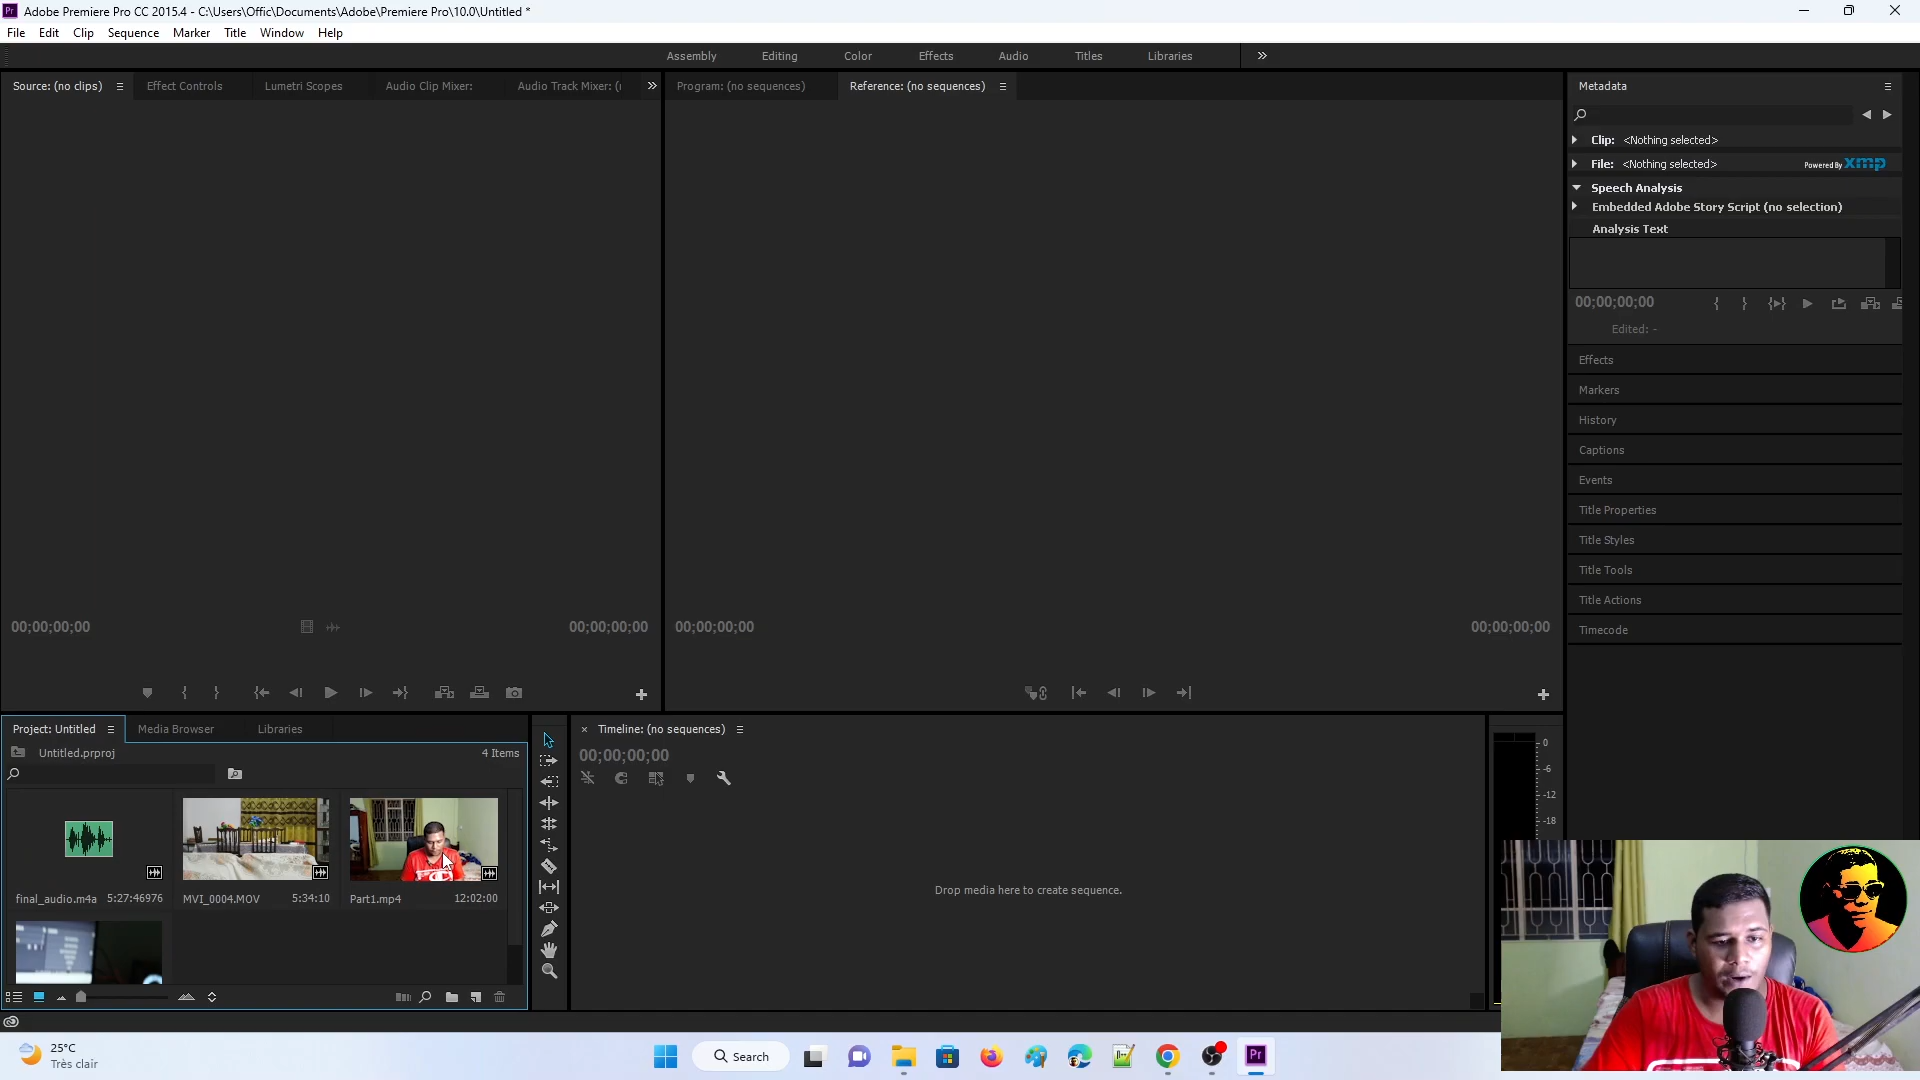 Adobe Premiere Pro CC 2015.4 - C:\Users\Offic\Documents\Adobe\Premiere Pro\10.0\Untitled *
File Edit Clip Sequence Marker Title Window Help
Assembly Editing Color Effects Audio Titles Libraries
Source: (no clips) Effect Controls Lumetri Scopes Audio Clip Mixer: Audio Track Mixer: (
Program: (no sequences) Reference: (no sequences)
Metadata
Clip: <Nothing selected>
File: <Nothing selected> Powered By xmp
Speech Analysis
Embedded Adobe Story Script (no selection)
Analysis Text
00;00;00;00
Edited: -
Effects
Markers
History
Captions
Events
Title Properties
Title Styles
Title Tools
Title Actions
Timecode
00;00;00;00 00;00;00;00 00;00;00;00 00;00;00;00
Project: Untitled Media Browser Libraries
Untitled.prproj 4 Items
final_audio.m4a 5:27:46976 MVI_0004.MOV 5:34:10 Part1.mp4 12:02:00
Timeline: (no sequences)
00;00;00;00
Drop media here to create sequence.
0
-6
-12
-18
25°C
Très clair
Search
Pr